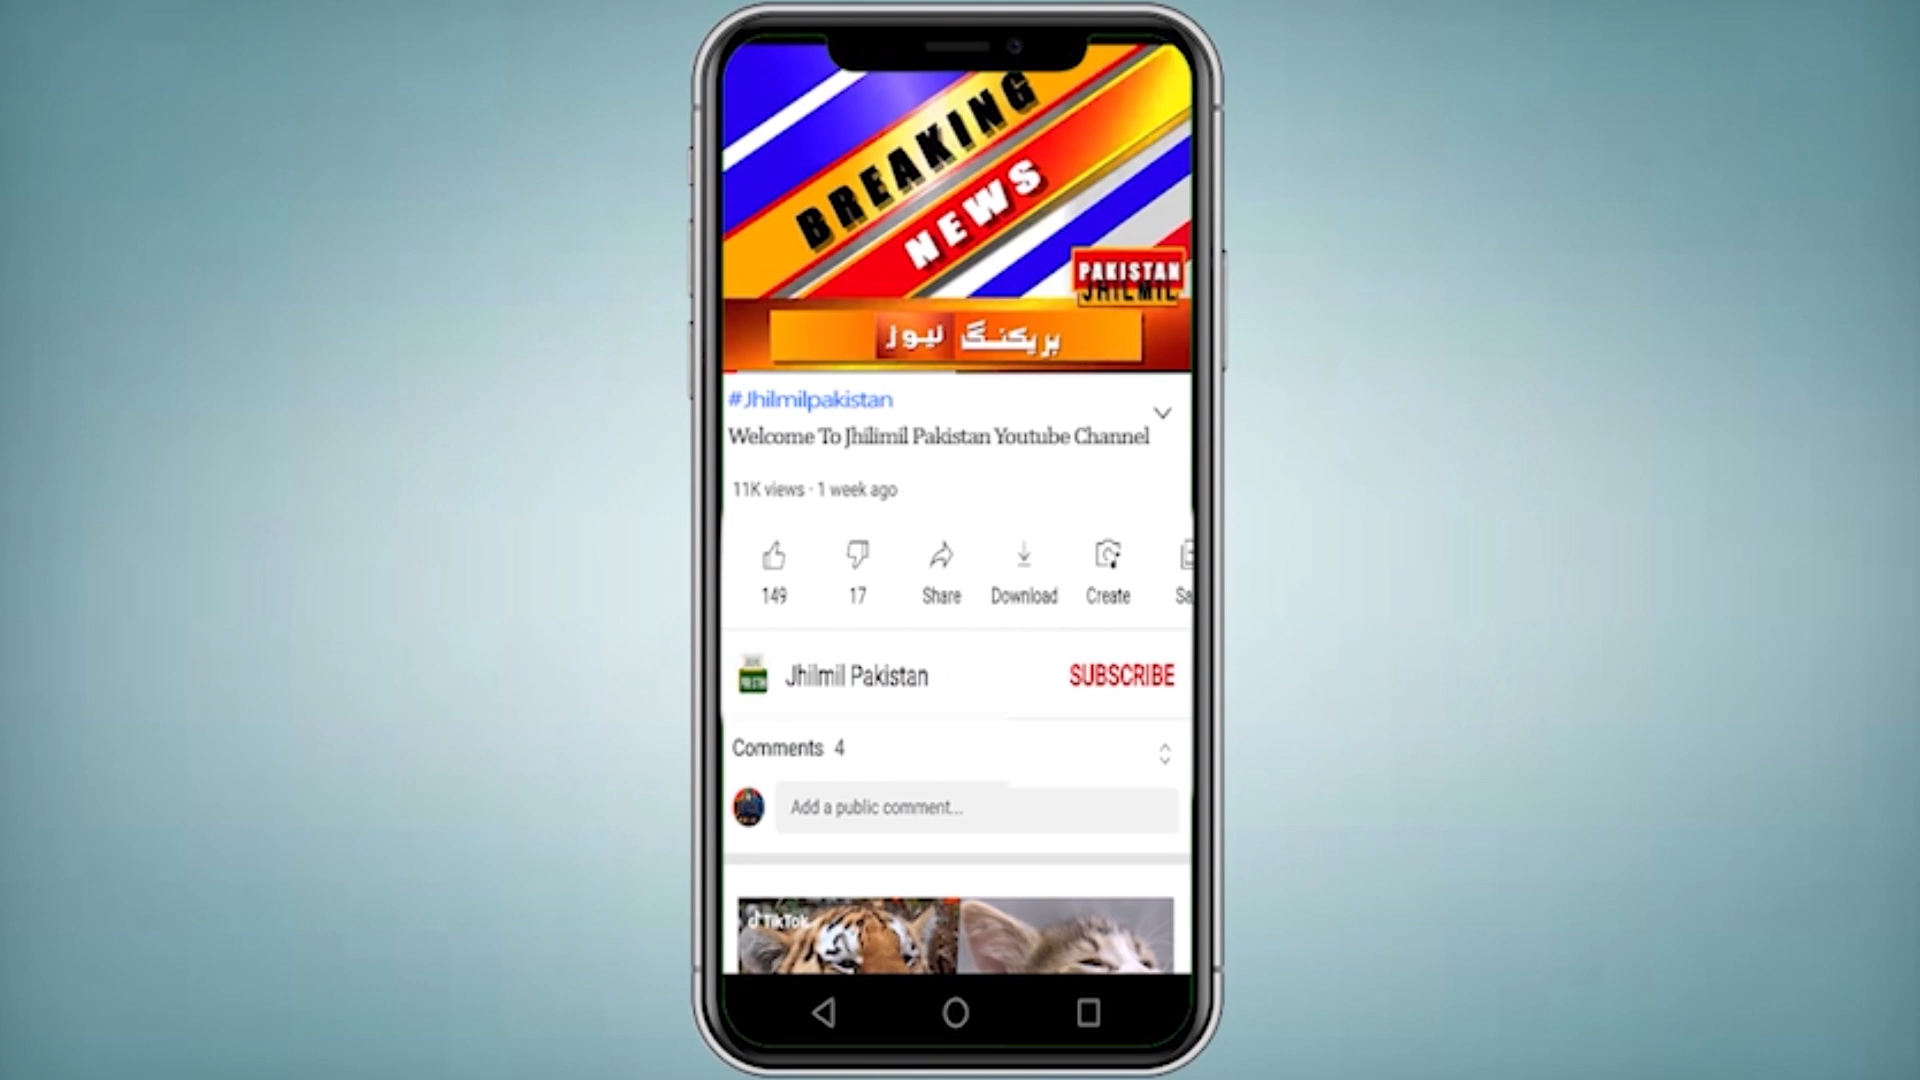 BREAKING
NEWS
PAKISTAN
JHILMIL
بریکنگ نیوز
#Jhilmilpakistan
Welcome To Jhilimil Pakistan Youtube Channel
11K views · 1 week ago
149
17
Share
Download
Create
Sa
Jhilmil Pakistan
SUBSCRIBE
Comments 4
Add a public comment...
TikTok